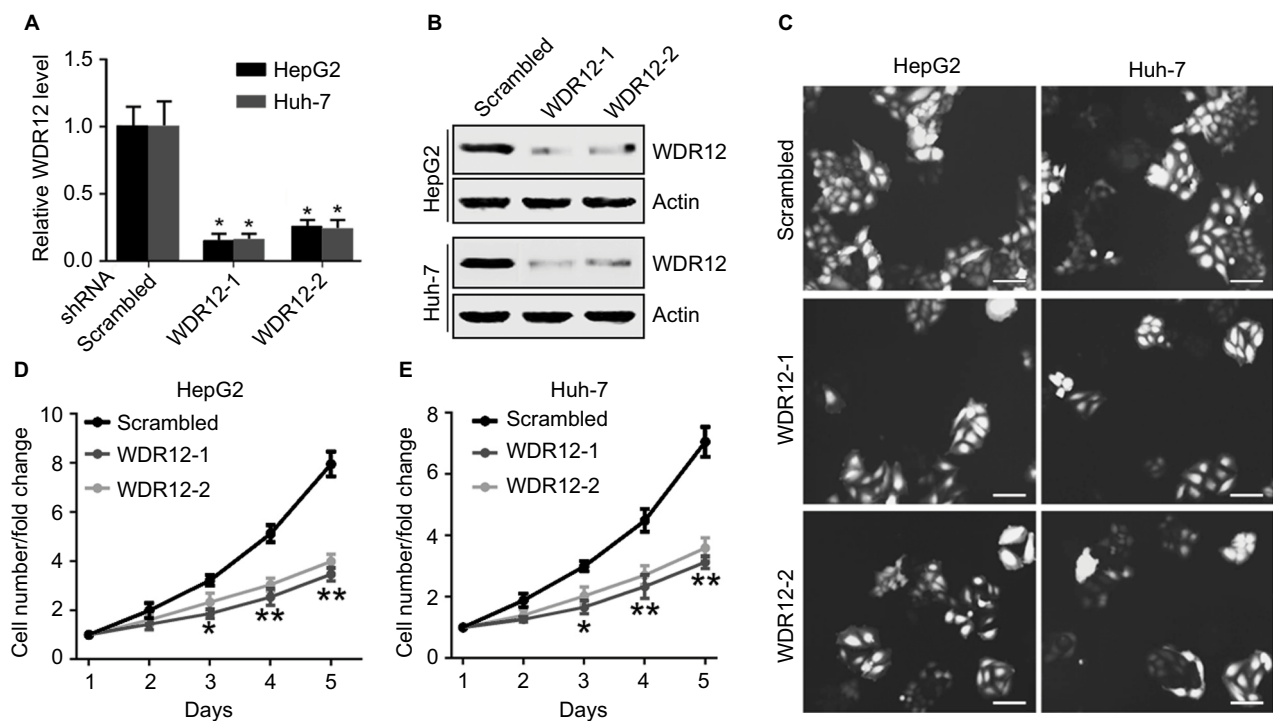 A
1.5
1.0
0.5
0.0
Relative WDR12 level
HepG2
Huh-7
* *
* *
shRNA
Scrambled
WDR12-1
WDR12-2
B
Scrambled
WDR12-1
WDR12-2
HepG2
WDR12
Actin
Huh-7
WDR12
Actin
C
HepG2
Huh-7
Scrambled
WDR12-1
WDR12-2
D
HepG2
Cell number/fold change
10
8
6
4
2
0
Scrambled
WDR12-1
WDR12-2
*
**
**
1 2 3 4 5
Days
E
Huh-7
Cell number/fold change
8
6
4
2
0
Scrambled
WDR12-1
WDR12-2
*
**
**
1 2 3 4 5
Days